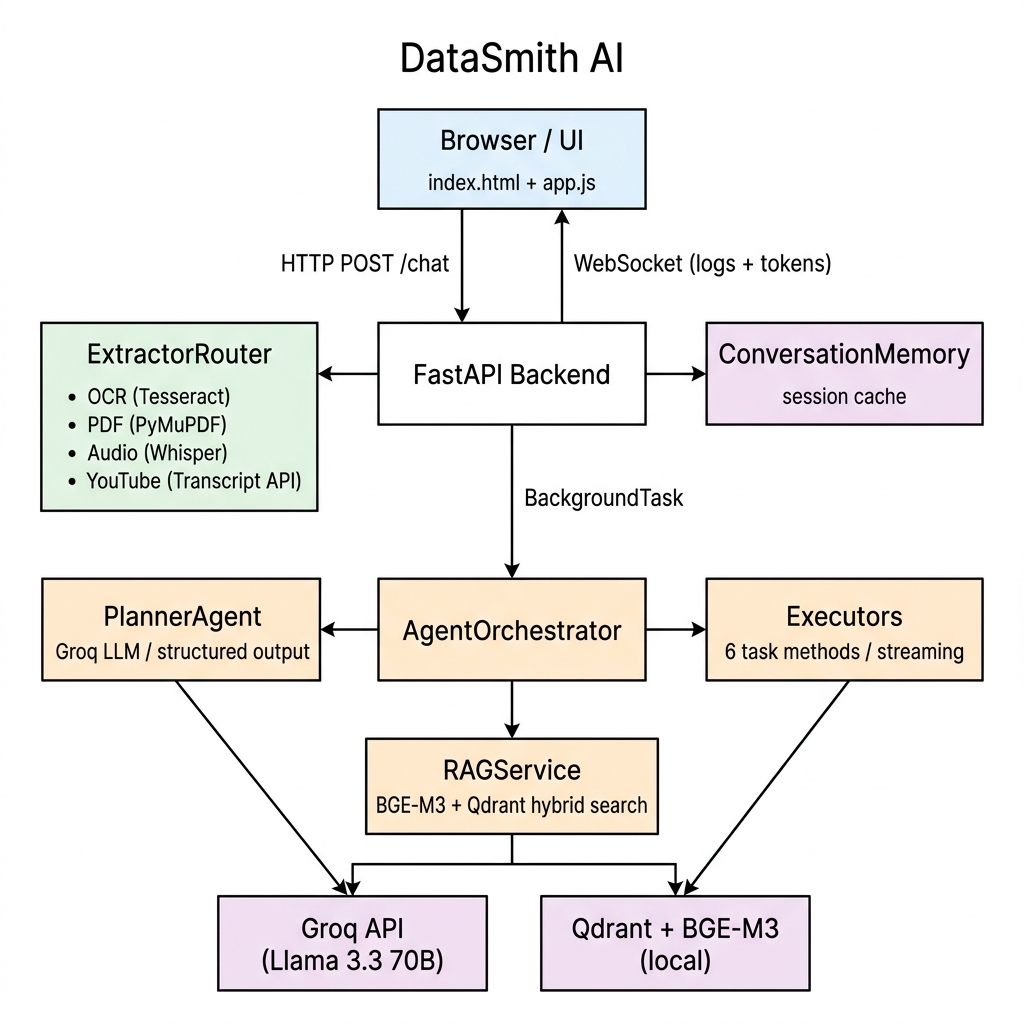 DataSmith AI
Browser / UI
index.html + app.js
HTTP POST /chat
WebSocket (logs + tokens)
ExtractorRouter
• OCR (Tesseract)
• PDF (PyMuPDF)
• Audio (Whisper)
• YouTube (Transcript API)
FastAPI Backend
ConversationMemory
session cache
BackgroundTask
PlannerAgent
Groq LLM / structured output
AgentOrchestrator
Executors
6 task methods / streaming
RAGService
BGE-M3 + Qdrant hybrid search
Groq API
(Llama 3.3 70B)
Qdrant + BGE-M3
(local)